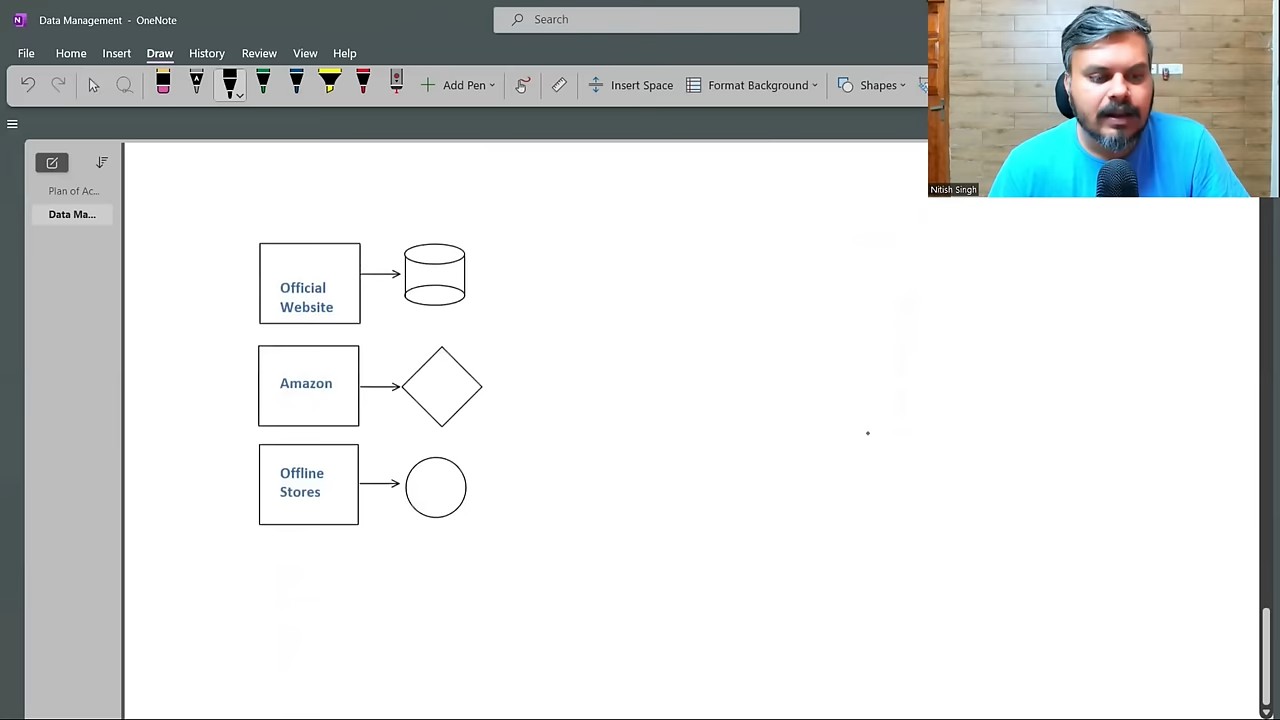 Data Management - OneNote
Search
File Home Insert Draw History Review View Help
Add Pen Insert Space Format Background Shapes
Nitish Singh
Plan of Ac...
Data Ma...
Official
Website
Amazon
Offline
Stores